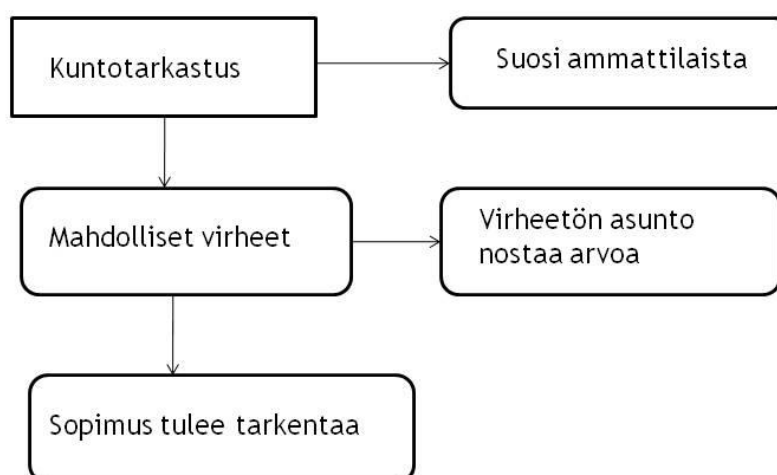 Kuntotarkastus
Suosi ammattilaista
Mahdolliset virheet
Virheetön asunto
nostaa arvoa
Sopimus tulee tarkentaa